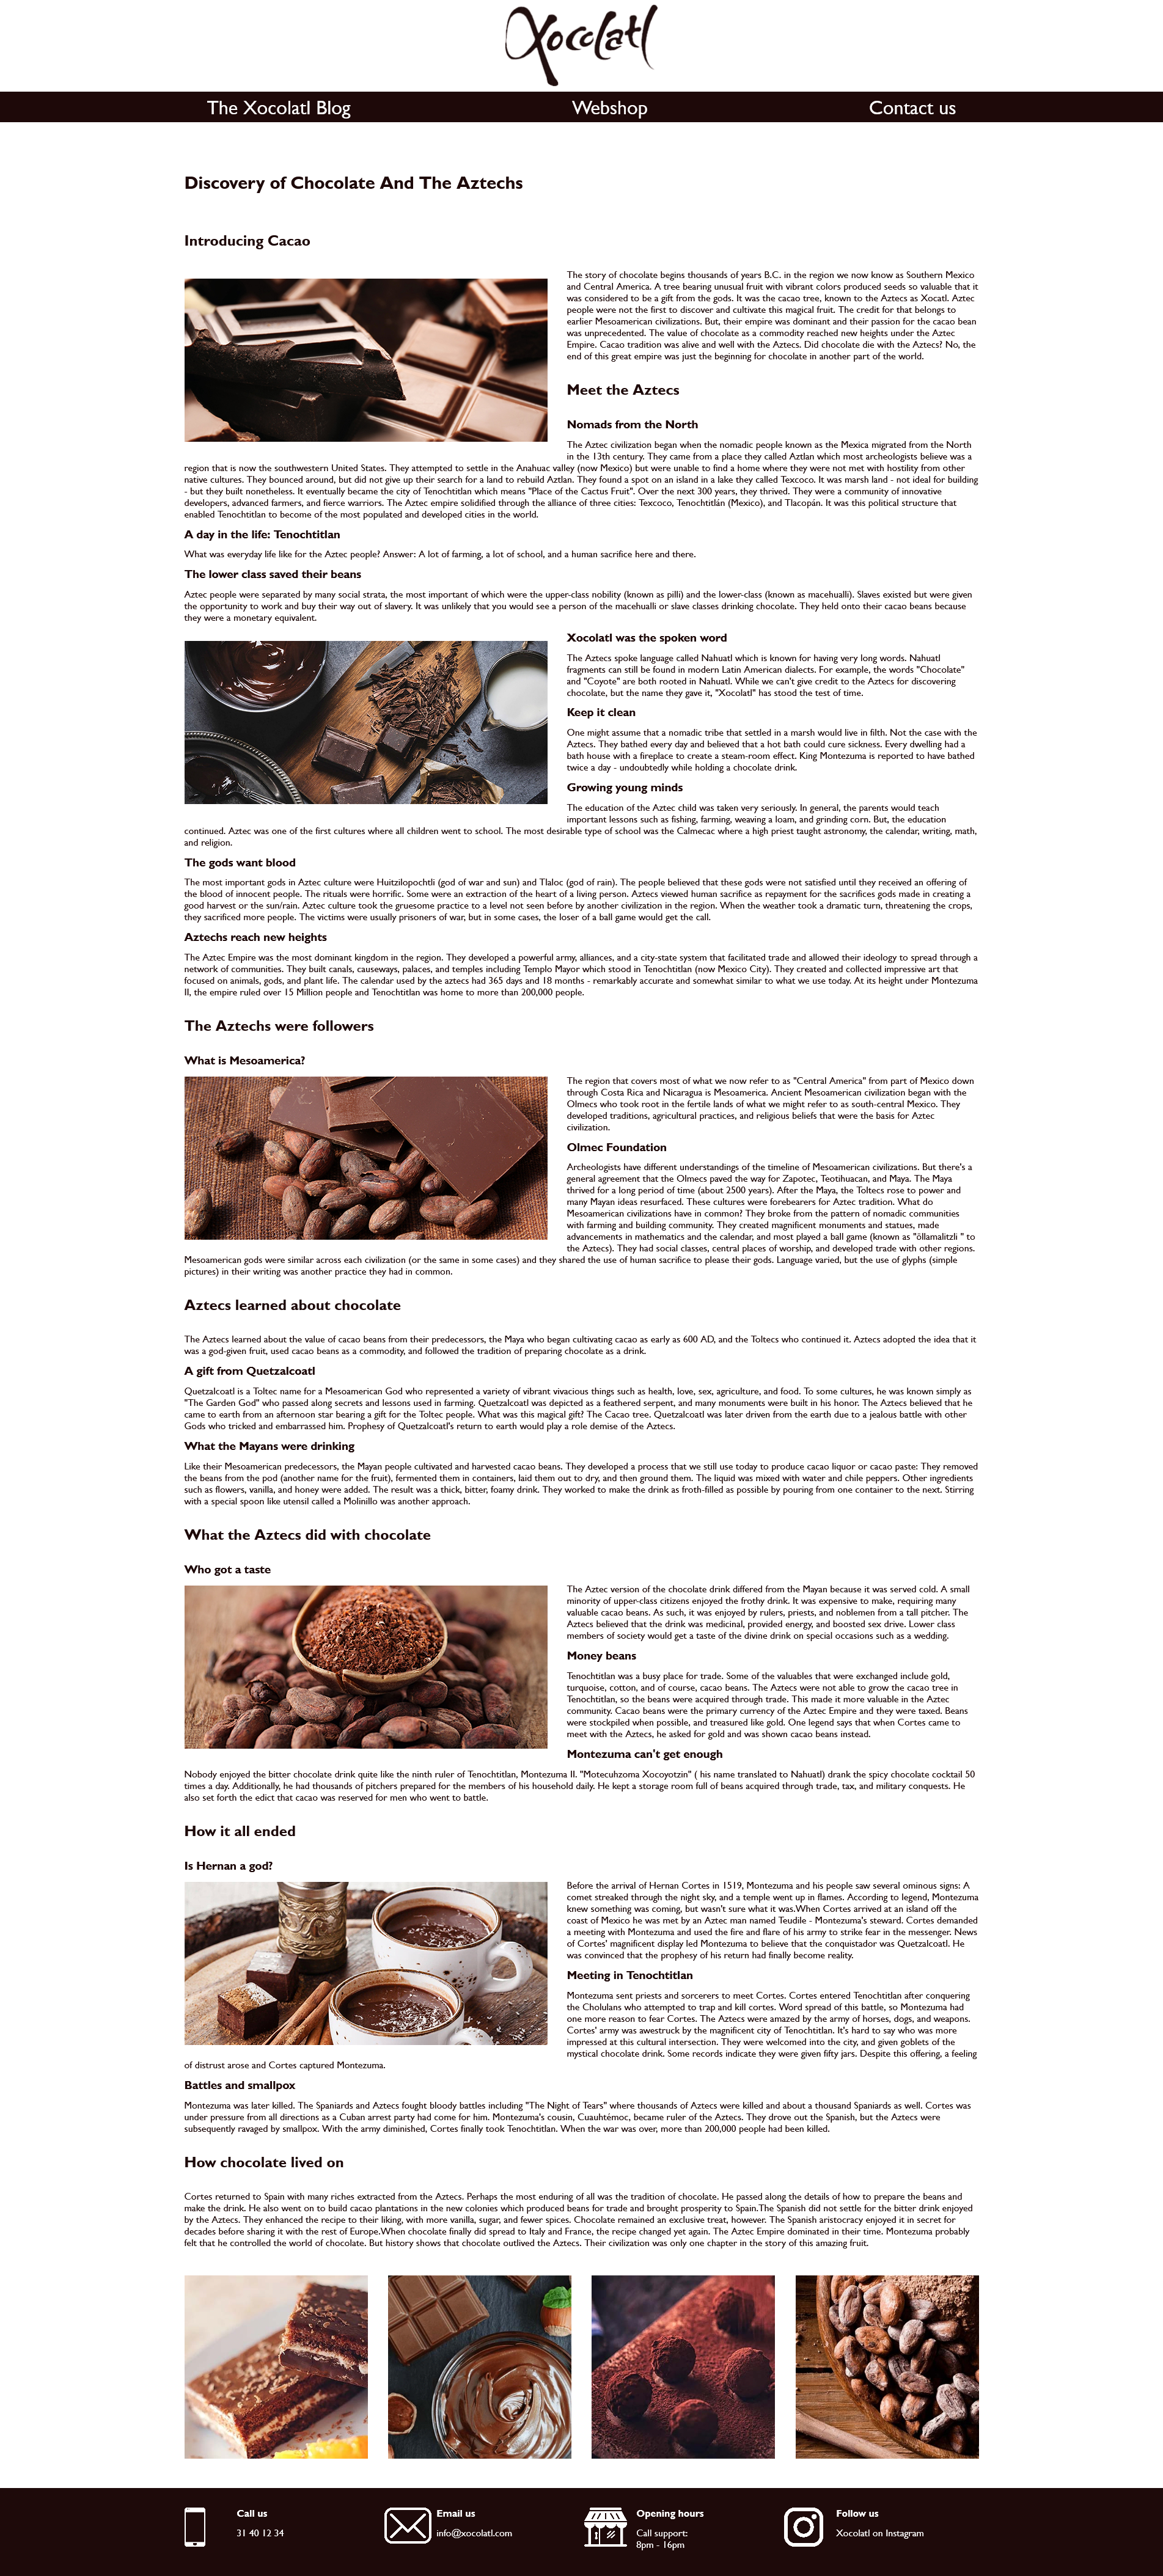 Xocolatl
The Xocolatl Blog
Webshop
Contact us
Discovery of Chocolate And The Aztechs
Introducing Cacao
The story of chocolate begins thousands of years B.C. in the region we now know as Southern Mexico
and Central America. A tree bearing unusual fruit with vibrant colors produced seeds so valuable that it
was considered to be a gift from the gods. It was the cacao tree, known to the Aztecs as Xocatl. Aztec
people were not the first to discover and cultivate this magical fruit. The credit for that belongs to
earlier Mesoamerican civilizations. But, their empire was dominant and their passion for the cacao bean
was unprecedented. The value of chocolate as a commodity reached new heights under the Aztec
Empire. Cacao tradition was alive and well with the Aztecs. Did chocolate die with the Aztecs? No, the
end of this great empire was just the beginning for chocolate in another part of the world.
Meet the Aztecs
Nomads from the North
The Aztec civilization began when the nomadic people known as the Mexica migrated from the North
in the 13th century. They came from a place they called Aztlan which most archeologists believe was a
region that is now the southwestern United States. They attempted to settle in the Anahuac valley (now Mexico) but were unable to find a home where they were not met with hostility from other
native cultures. They bounced around, but did not give up their search for a land to rebuild Aztlan. They found a spot on an island in a lake they called Texcoco. It was marsh land - not ideal for building
- but they built nonetheless. It eventually became the city of Tenochtitlan which means "Place of the Cactus Fruit". Over the next 300 years, they thrived. They were a community of innovative
developers, advanced farmers, and fierce warriors. The Aztec empire solidified through the alliance of three cities: Texcoco, Tenochtitlán (Mexico), and Tlacopán. It was this political structure that
enabled Tenochtitlan to become of the most populated and developed cities in the world.
A day in the life: Tenochtitlan
What was everyday life like for the Aztec people? Answer: A lot of farming, a lot of school, and a human sacrifice here and there.
The lower class saved their beans
Aztec people were separated by many social strata, the most important of which were the upper-class nobility (known as pilli) and the lower-class (known as macehualli). Slaves existed but were given
the opportunity to work and buy their way out of slavery. It was unlikely that you would see a person of the macehualli or slave classes drinking chocolate. They held onto their cacao beans because
they were a monetary equivalent.
Xocolatl was the spoken word
The Aztecs spoke language called Nahuatl which is known for having very long words. Nahuatl
fragments can still be found in modern Latin American dialects. For example, the words "Chocolate"
and "Coyote" are both rooted in Nahuatl. While we can't give credit to the Aztecs for discovering
chocolate, but the name they gave it, "Xocolatl" has stood the test of time.
Keep it clean
One might assume that a nomadic tribe that settled in a marsh would live in filth. Not the case with the
Aztecs. They bathed every day and believed that a hot bath could cure sickness. Every dwelling had a
bath house with a fireplace to create a steam-room effect. King Montezuma is reported to have bathed
twice a day - undoubtedly while holding a chocolate drink.
Growing young minds
The education of the Aztec child was taken very seriously. In general, the parents would teach
important lessons such as fishing, farming, weaving a loam, and grinding corn. But, the education
continued. Aztec was one of the first cultures where all children went to school. The most desirable type of school was the Calmecac where a high priest taught astronomy, the calendar, writing, math,
and religion.
The gods want blood
The most important gods in Aztec culture were Huitzilopochtli (god of war and sun) and Tlaloc (god of rain). The people believed that these gods were not satisfied until they received an offering of
the blood of innocent people. The rituals were horrific. Some were an extraction of the heart of a living person. Aztecs viewed human sacrifice as repayment for the sacrifices gods made in creating a
good harvest or the sun/rain. Aztec culture took the gruesome practice to a level not seen before by another civilization in the region. When the weather took a dramatic turn, threatening the crops,
they sacrificed more people. The victims were usually prisoners of war, but in some cases, the loser of a ball game would get the call.
Aztechs reach new heights
The Aztec Empire was the most dominant kingdom in the region. They developed a powerful army, alliances, and a city-state system that facilitated trade and allowed their ideology to spread through a
network of communities. They built canals, causeways, palaces, and temples including Templo Mayor which stood in Tenochtitlan (now Mexico City). They created and collected impressive art that
focused on animals, gods, and plant life. The calendar used by the aztecs had 365 days and 18 months - remarkably accurate and somewhat similar to what we use today. At its height under Montezuma
II, the empire ruled over 15 Million people and Tenochtitlan was home to more than 200,000 people.
The Aztechs were followers
What is Mesoamerica?
The region that covers most of what we now refer to as "Central America" from part of Mexico down
through Costa Rica and Nicaragua is Mesoamerica. Ancient Mesoamerican civilization began with the
Olmecs who took root in the fertile lands of what we might refer to as south-central Mexico. They
developed traditions, agricultural practices, and religious beliefs that were the basis for Aztec
civilization.
Olmec Foundation
Archeologists have different understandings of the timeline of Mesoamerican civilizations. But there's a
general agreement that the Olmecs paved the way for Zapotec, Teotihuacan, and Maya. The Maya
thrived for a long period of time (about 2500 years). After the Maya, the Toltecs rose to power and
many Mayan ideas resurfaced. These cultures were forebearers for Aztec tradition. What do
Mesoamerican civilizations have in common? They broke from the pattern of nomadic communities
with farming and building community. They created magnificent monuments and statues, made
advancements in mathematics and the calendar, and most played a ball game (known as "ōllamalitzli " to
the Aztecs). They had social classes, central places of worship, and developed trade with other regions.
Mesoamerican gods were similar across each civilization (or the same in some cases) and they shared the use of human sacrifice to please their gods. Language varied, but the use of glyphs (simple
pictures) in their writing was another practice they had in common.
Aztecs learned about chocolate
The Aztecs learned about the value of cacao beans from their predecessors, the Maya who began cultivating cacao as early as 600 AD, and the Toltecs who continued it. Aztecs adopted the idea that it
was a god-given fruit, used cacao beans as a commodity, and followed the tradition of preparing chocolate as a drink.
A gift from Quetzalcoatl
Quetzalcoatl is a Toltec name for a Mesoamerican God who represented a variety of vibrant vivacious things such as health, love, sex, agriculture, and food. To some cultures, he was known simply as
"The Garden God" who passed along secrets and lessons used in farming. Quetzalcoatl was depicted as a feathered serpent, and many monuments were built in his honor. The Aztecs believed that he
came to earth from an afternoon star bearing a gift for the Toltec people. What was this magical gift? The Cacao tree. Quetzalcoatl was later driven from the earth due to a jealous battle with other
Gods who tricked and embarrassed him. Prophesy of Quetzalcoatl's return to earth would play a role demise of the Aztecs.
What the Mayans were drinking
Like their Mesoamerican predecessors, the Mayan people cultivated and harvested cacao beans. They developed a process that we still use today to produce cacao liquor or cacao paste: They removed
the beans from the pod (another name for the fruit), fermented them in containers, laid them out to dry, and then ground them. The liquid was mixed with water and chile peppers. Other ingredients
such as flowers, vanilla, and honey were added. The result was a thick, bitter, foamy drink. They worked to make the drink as froth-filled as possible by pouring from one container to the next. Stirring
with a special spoon like utensil called a Molinillo was another approach.
What the Aztecs did with chocolate
Who got a taste
The Aztec version of the chocolate drink differed from the Mayan because it was served cold. A small
minority of upper-class citizens enjoyed the frothy drink. It was expensive to make, requiring many
valuable cacao beans. As such, it was enjoyed by rulers, priests, and noblemen from a tall pitcher. The
Aztecs believed that the drink was medicinal, provided energy, and boosted sex drive. Lower class
members of society would get a taste of the divine drink on special occasions such as a wedding.
Money beans
Tenochtitlan was a busy place for trade. Some of the valuables that were exchanged include gold,
turquoise, cotton, and of course, cacao beans. The Aztecs were not able to grow the cacao tree in
Tenochtitlan, so the beans were acquired through trade. This made it more valuable in the Aztec
community. Cacao beans were the primary currency of the Aztec Empire and they were taxed. Beans
were stockpiled when possible, and treasured like gold. One legend says that when Cortes came to
meet with the Aztecs, he asked for gold and was shown cacao beans instead.
Montezuma can't get enough
Nobody enjoyed the bitter chocolate drink quite like the ninth ruler of Tenochtitlan, Montezuma II. "Motecuhzoma Xocoyotzin" ( his name translated to Nahuatl) drank the spicy chocolate cocktail 50
times a day. Additionally, he had thousands of pitchers prepared for the members of his household daily. He kept a storage room full of beans acquired through trade, tax, and military conquests. He
also set forth the edict that cacao was reserved for men who went to battle.
How it all ended
Is Hernan a god?
Before the arrival of Hernan Cortes in 1519, Montezuma and his people saw several ominous signs: A
comet streaked through the night sky, and a temple went up in flames. According to legend, Montezuma
knew something was coming, but wasn't sure what it was.When Cortes arrived at an island off the
coast of Mexico he was met by an Aztec man named Teudile - Montezuma's steward. Cortes demanded
a meeting with Montezuma and used the fire and flare of his army to strike fear in the messenger. News
of Cortes' magnificent display led Montezuma to believe that the conquistador was Quetzalcoatl. He
was convinced that the prophesy of his return had finally become reality.
Meeting in Tenochtitlan
Montezuma sent priests and sorcerers to meet Cortes. Cortes entered Tenochtitlan after conquering
the Cholulans who attempted to trap and kill cortes. Word spread of this battle, so Montezuma had
one more reason to fear Cortes. The Aztecs were amazed by the army of horses, dogs, and weapons.
Cortes' army was awestruck by the magnificent city of Tenochtitlan. It's hard to say who was more
impressed at this cultural intersection. They were welcomed into the city, and given goblets of the
mystical chocolate drink. Some records indicate they were given fifty jars. Despite this offering, a feeling
of distrust arose and Cortes captured Montezuma.
Battles and smallpox
Montezuma was later killed. The Spaniards and Aztecs fought bloody battles including "The Night of Tears" where thousands of Aztecs were killed and about a thousand Spaniards as well. Cortes was
under pressure from all directions as a Cuban arrest party had come for him. Montezuma's cousin, Cuauhtémoc, became ruler of the Aztecs. They drove out the Spanish, but the Aztecs were
subsequently ravaged by smallpox. With the army diminished, Cortes finally took Tenochtitlan. When the war was over, more than 200,000 people had been killed.
How chocolate lived on
Cortes returned to Spain with many riches extracted from the Aztecs. Perhaps the most enduring of all was the tradition of chocolate. He passed along the details of how to prepare the beans and
make the drink. He also went on to build cacao plantations in the new colonies which produced beans for trade and brought prosperity to Spain.The Spanish did not settle for the bitter drink enjoyed
by the Aztecs. They enhanced the recipe to their liking, with more vanilla, sugar, and fewer spices. Chocolate remained an exclusive treat, however. The Spanish aristocracy enjoyed it in secret for
decades before sharing it with the rest of Europe.When chocolate finally did spread to Italy and France, the recipe changed yet again. The Aztec Empire dominated in their time. Montezuma probably
felt that he controlled the world of chocolate. But history shows that chocolate outlived the Aztecs. Their civilization was only one chapter in the story of this amazing fruit.
Call us
31 40 12 34
Email us
info@xocolatl.com
Opening hours
Call support:
8pm - 16pm
Follow us
Xocolatl on Instagram